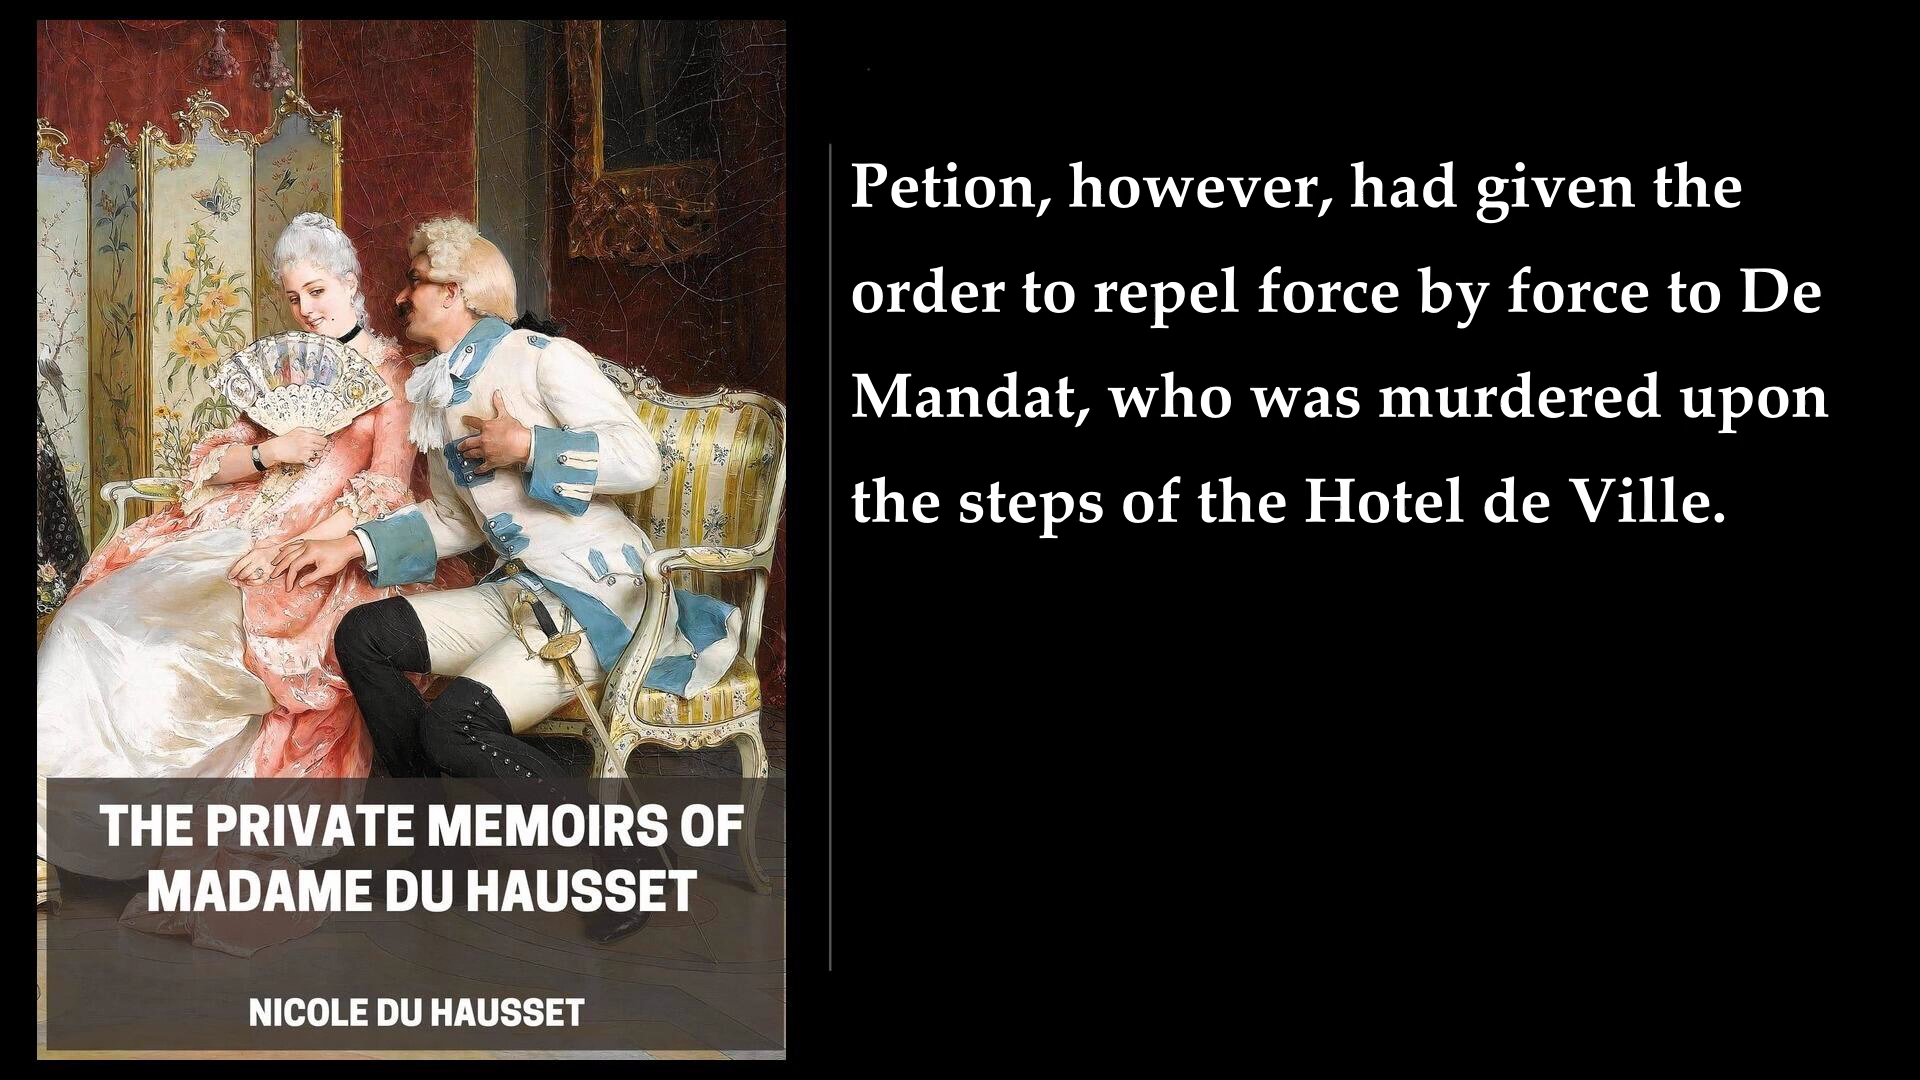 Petion, however, had given the
order to repel force by force to De
Mandat, who was murdered upon
the steps of the Hotel de Ville.
THE PRIVATE MEMOIRS OF
MADAME DU HAUSSET
NICOLE DU HAUSSET